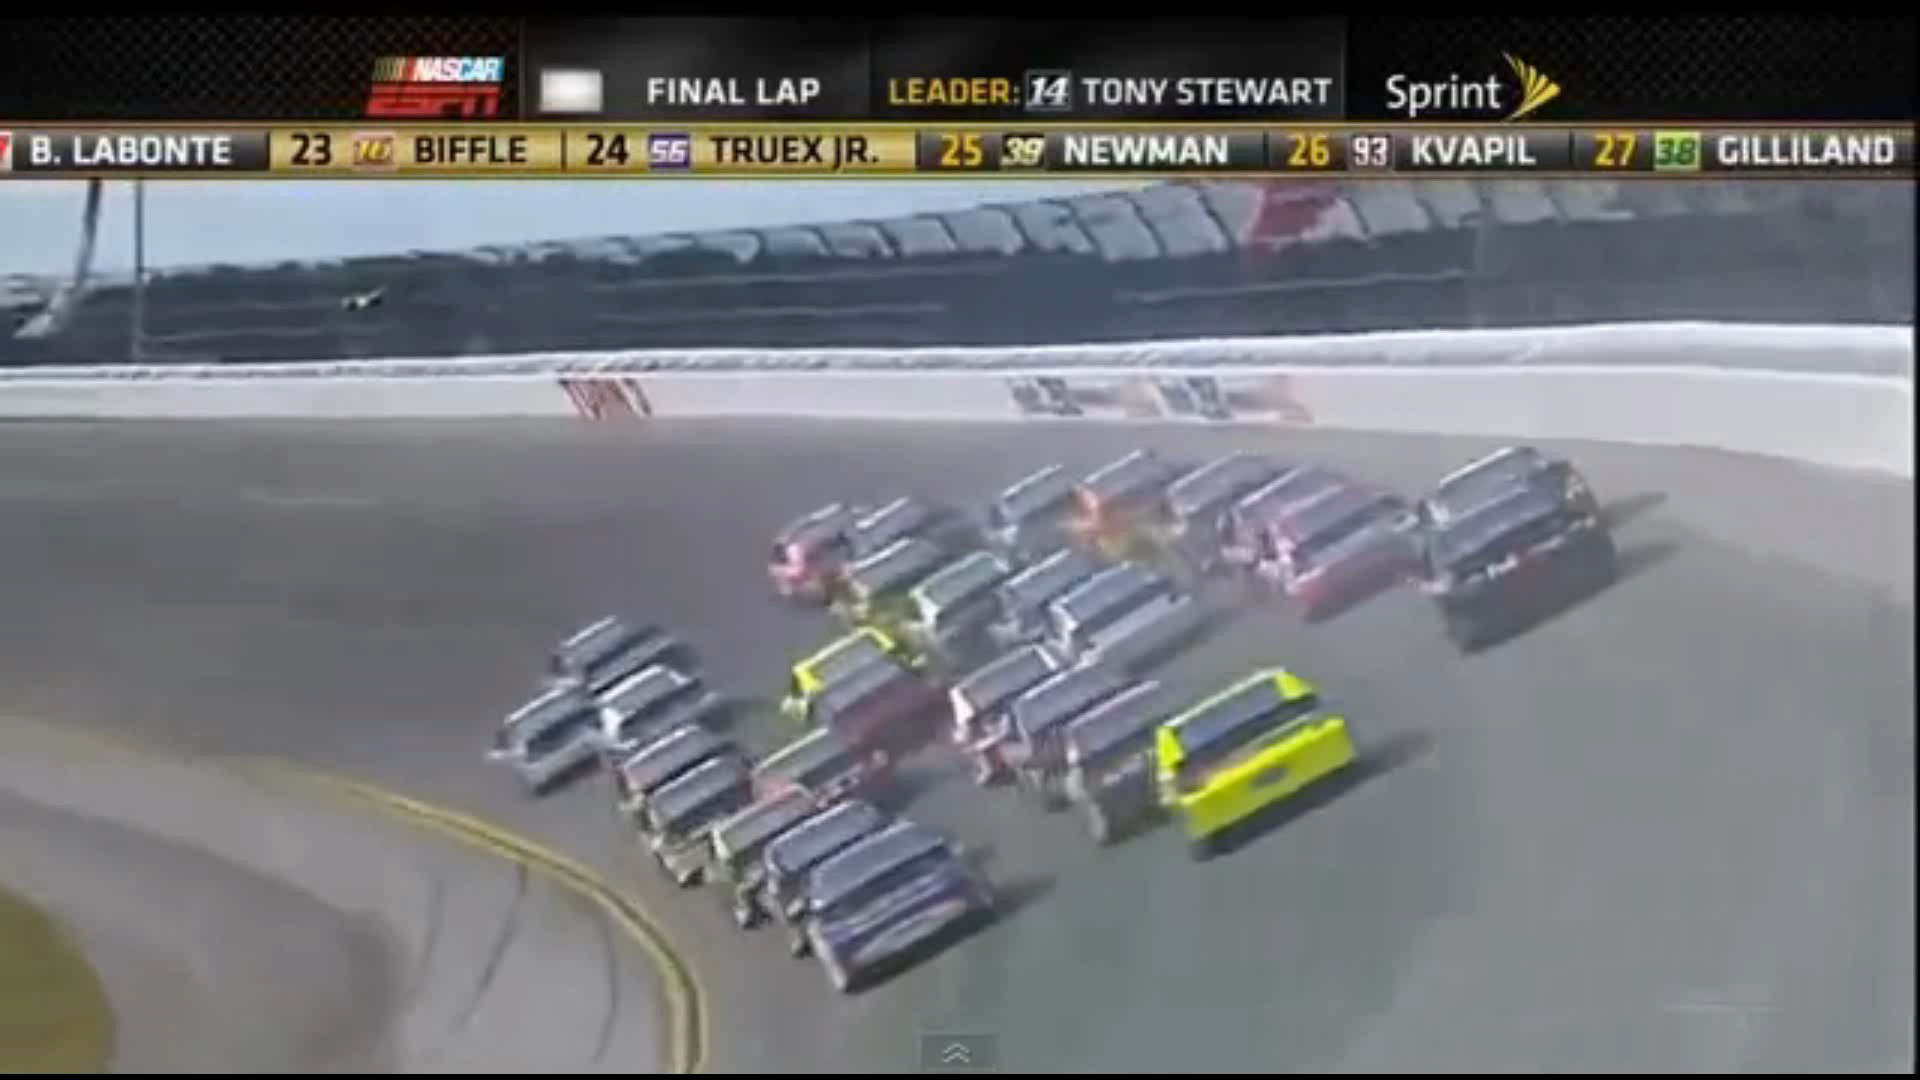 NASCAR
ESPN
FINAL LAP
LEADER: 14 TONY STEWART
Sprint
B. LABONTE 23 16 BIFFLE 24 56 TRUEX JR. 25 39 NEWMAN 26 93 KVAPIL 27 38 GILLILAND